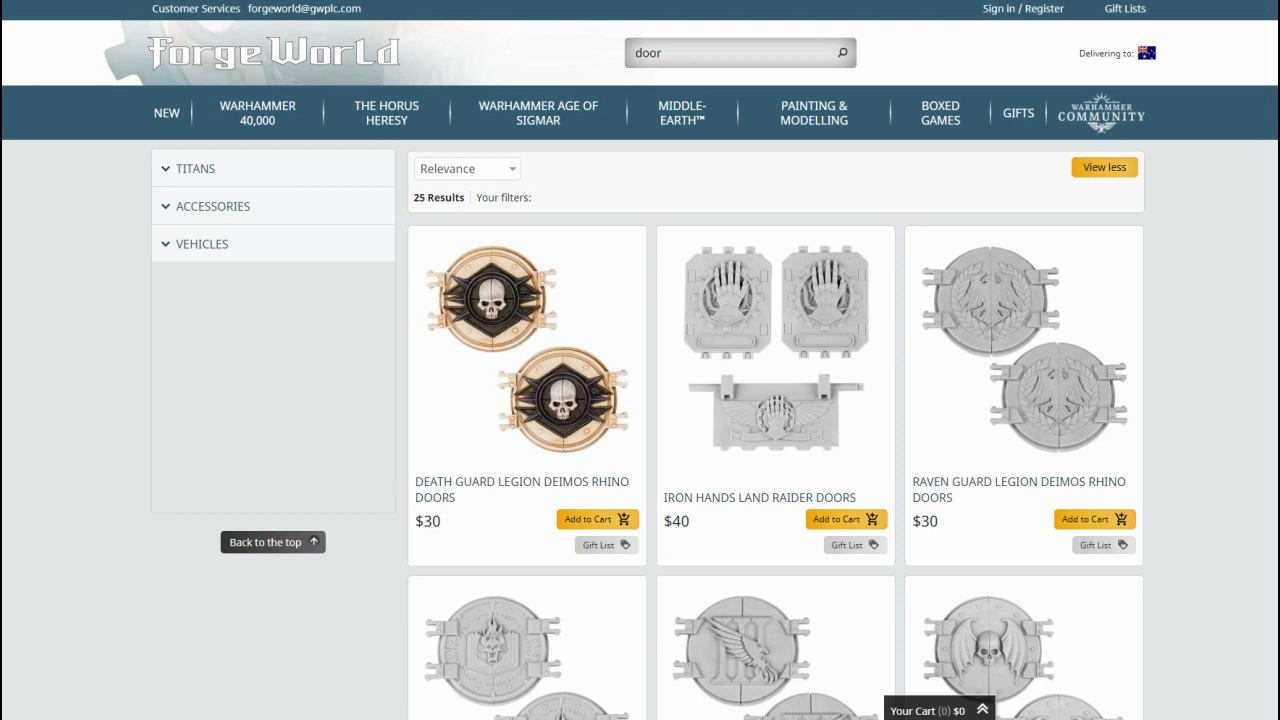 Customer Services forgeworld@gwplc.com Sign in / Register Gift Lists
Forge World
door
Delivering to:
NEW
WARHAMMER
40,000
THE HORUS
HERESY
WARHAMMER AGE OF
SIGMAR
MIDDLE-
EARTH™
PAINTING &
MODELLING
BOXED
GAMES
GIFTS
WARHAMMER
COMMUNITY
TITANS
ACCESSORIES
VEHICLES
Back to the top
Relevance
View less
25 Results Your filters:
DEATH GUARD LEGION DEIMOS RHINO
DOORS
$30
Add to Cart
Gift List
IRON HANDS LAND RAIDER DOORS
$40
Add to Cart
Gift List
RAVEN GUARD LEGION DEIMOS RHINO
DOORS
$30
Add to Cart
Gift List
III
Your Cart (0) $0